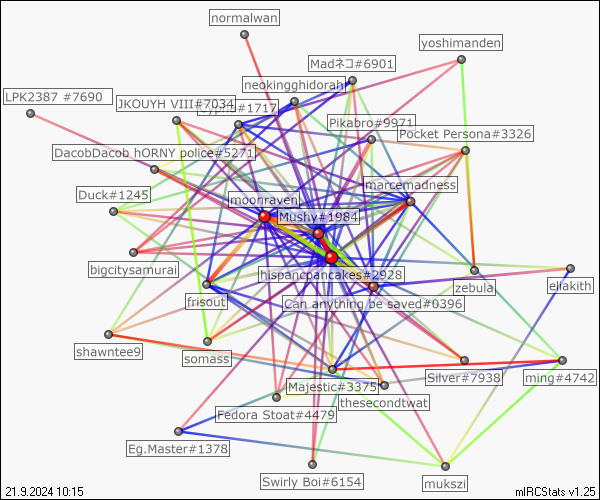 normalwan
yoshimanden
Madネコ#6901
neokingghidorah
LPK2387 #7690
JKOUYH VIII#7034
#1717
Pikabro#9971
Pocket Persona#3326
DacobDacob hORNY police#5271
marcemadness
Duck#1245
moonraven
Mushy#1984
bigcitysamurai
hispancpancakes#2928
zebula
eliakith
frisout
Can anything be saved#0396
shawntee9
somass
Majestic#3375
Silver#7938
ming#4742
thesecondtwat
Fedora Stoat#4479
Eg.Master#1378
Swirly Boi#6154
mukszi
21.9.2024 10:15
mIRCStats v1.25